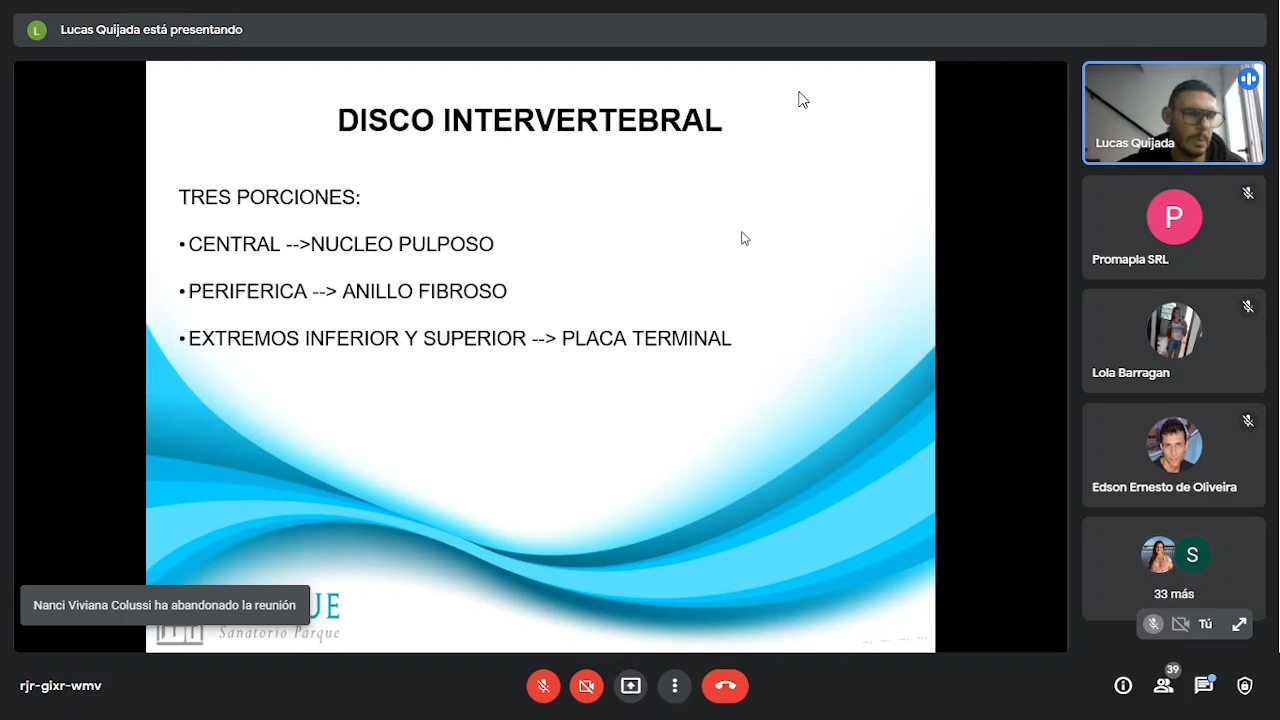 L
Lucas Quijada está presentando
DISCO INTERVERTEBRAL
TRES PORCIONES:
•CENTRAL -->NUCLEO PULPOSO
•PERIFERICA --> ANILLO FIBROSO
•EXTREMOS INFERIOR Y SUPERIOR --> PLACA TERMINAL
UE
Sanatorio Parque
Nanci Viviana Colussi ha abandonado la reunión
Lucas Quijada
P
Promapla SRL
Lola Barragan
Edson Ernesto de Oliveira
S
33 más
Tú
rjr-gixr-wmv
39